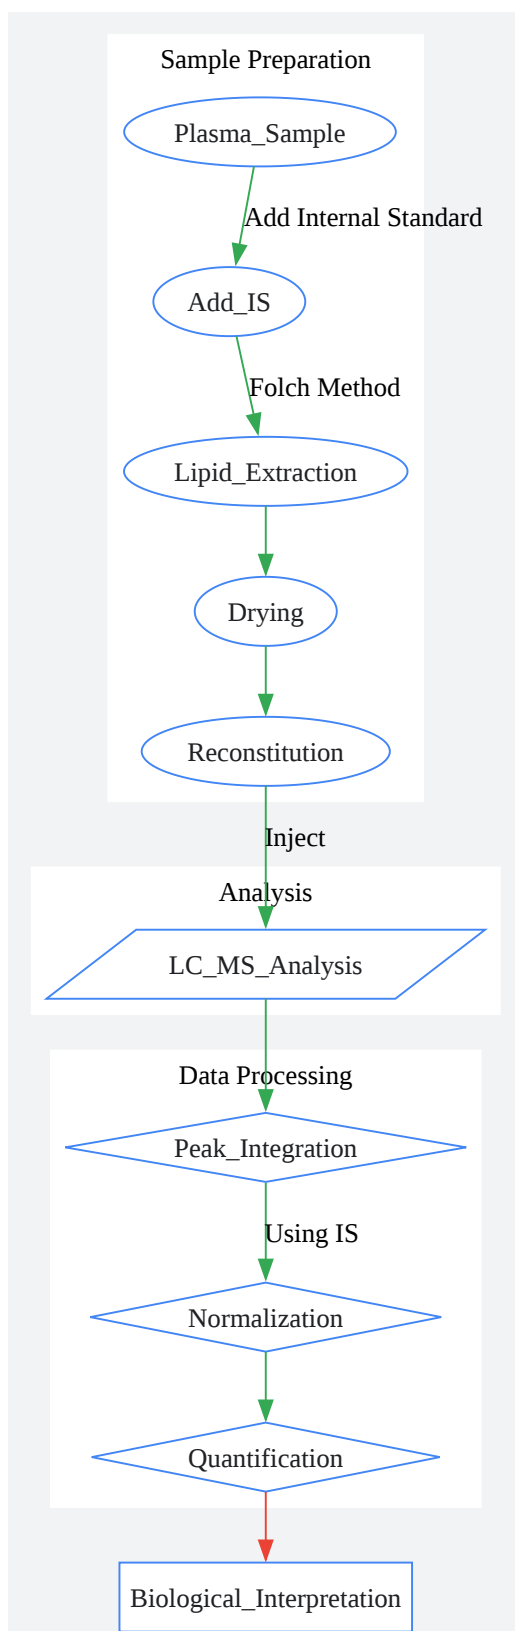 Sample Preparation
Plasma_Sample
Add Internal Standard
Add_IS
Folch Method
Lipid_Extraction
Drying
Reconstitution
Inject
Analysis
LC_MS_Analysis
Data Processing
Peak_Integration
Using IS
Normalization
Quantification
Biological_Interpretation